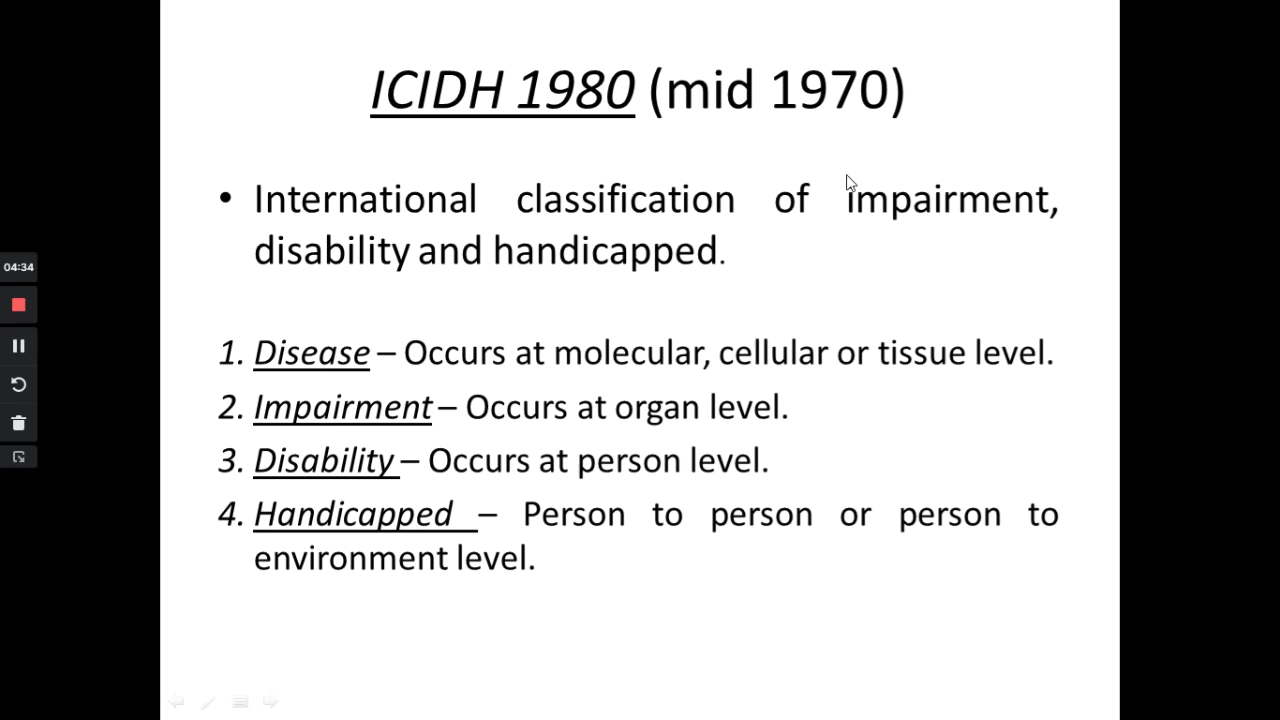 ICIDH 1980 (mid 1970)
• International classification of impairment,
disability and handicapped.
04:34
1. Disease – Occurs at molecular, cellular or tissue level.
2. Impairment – Occurs at organ level.
3. Disability – Occurs at person level.
4. Handicapped – Person to person or person to
environment level.